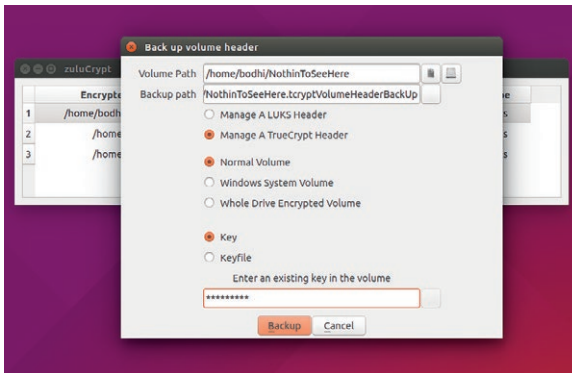 Back up volume header
zuluCrypt
Volume Path /home/bodhi/NothinToSeeHere
Backup path /NothinToSeeHere.tcryptVolumeHeaderBackUp
Manage A LUKS Header
Manage A TrueCrypt Header
Normal Volume
Windows System Volume
Whole Drive Encrypted Volume
Key
Keyfile
Enter an existing key in the volume
*********
Backup Cancel
Encrypte
1 /home/bodh
2 /home
3 /home